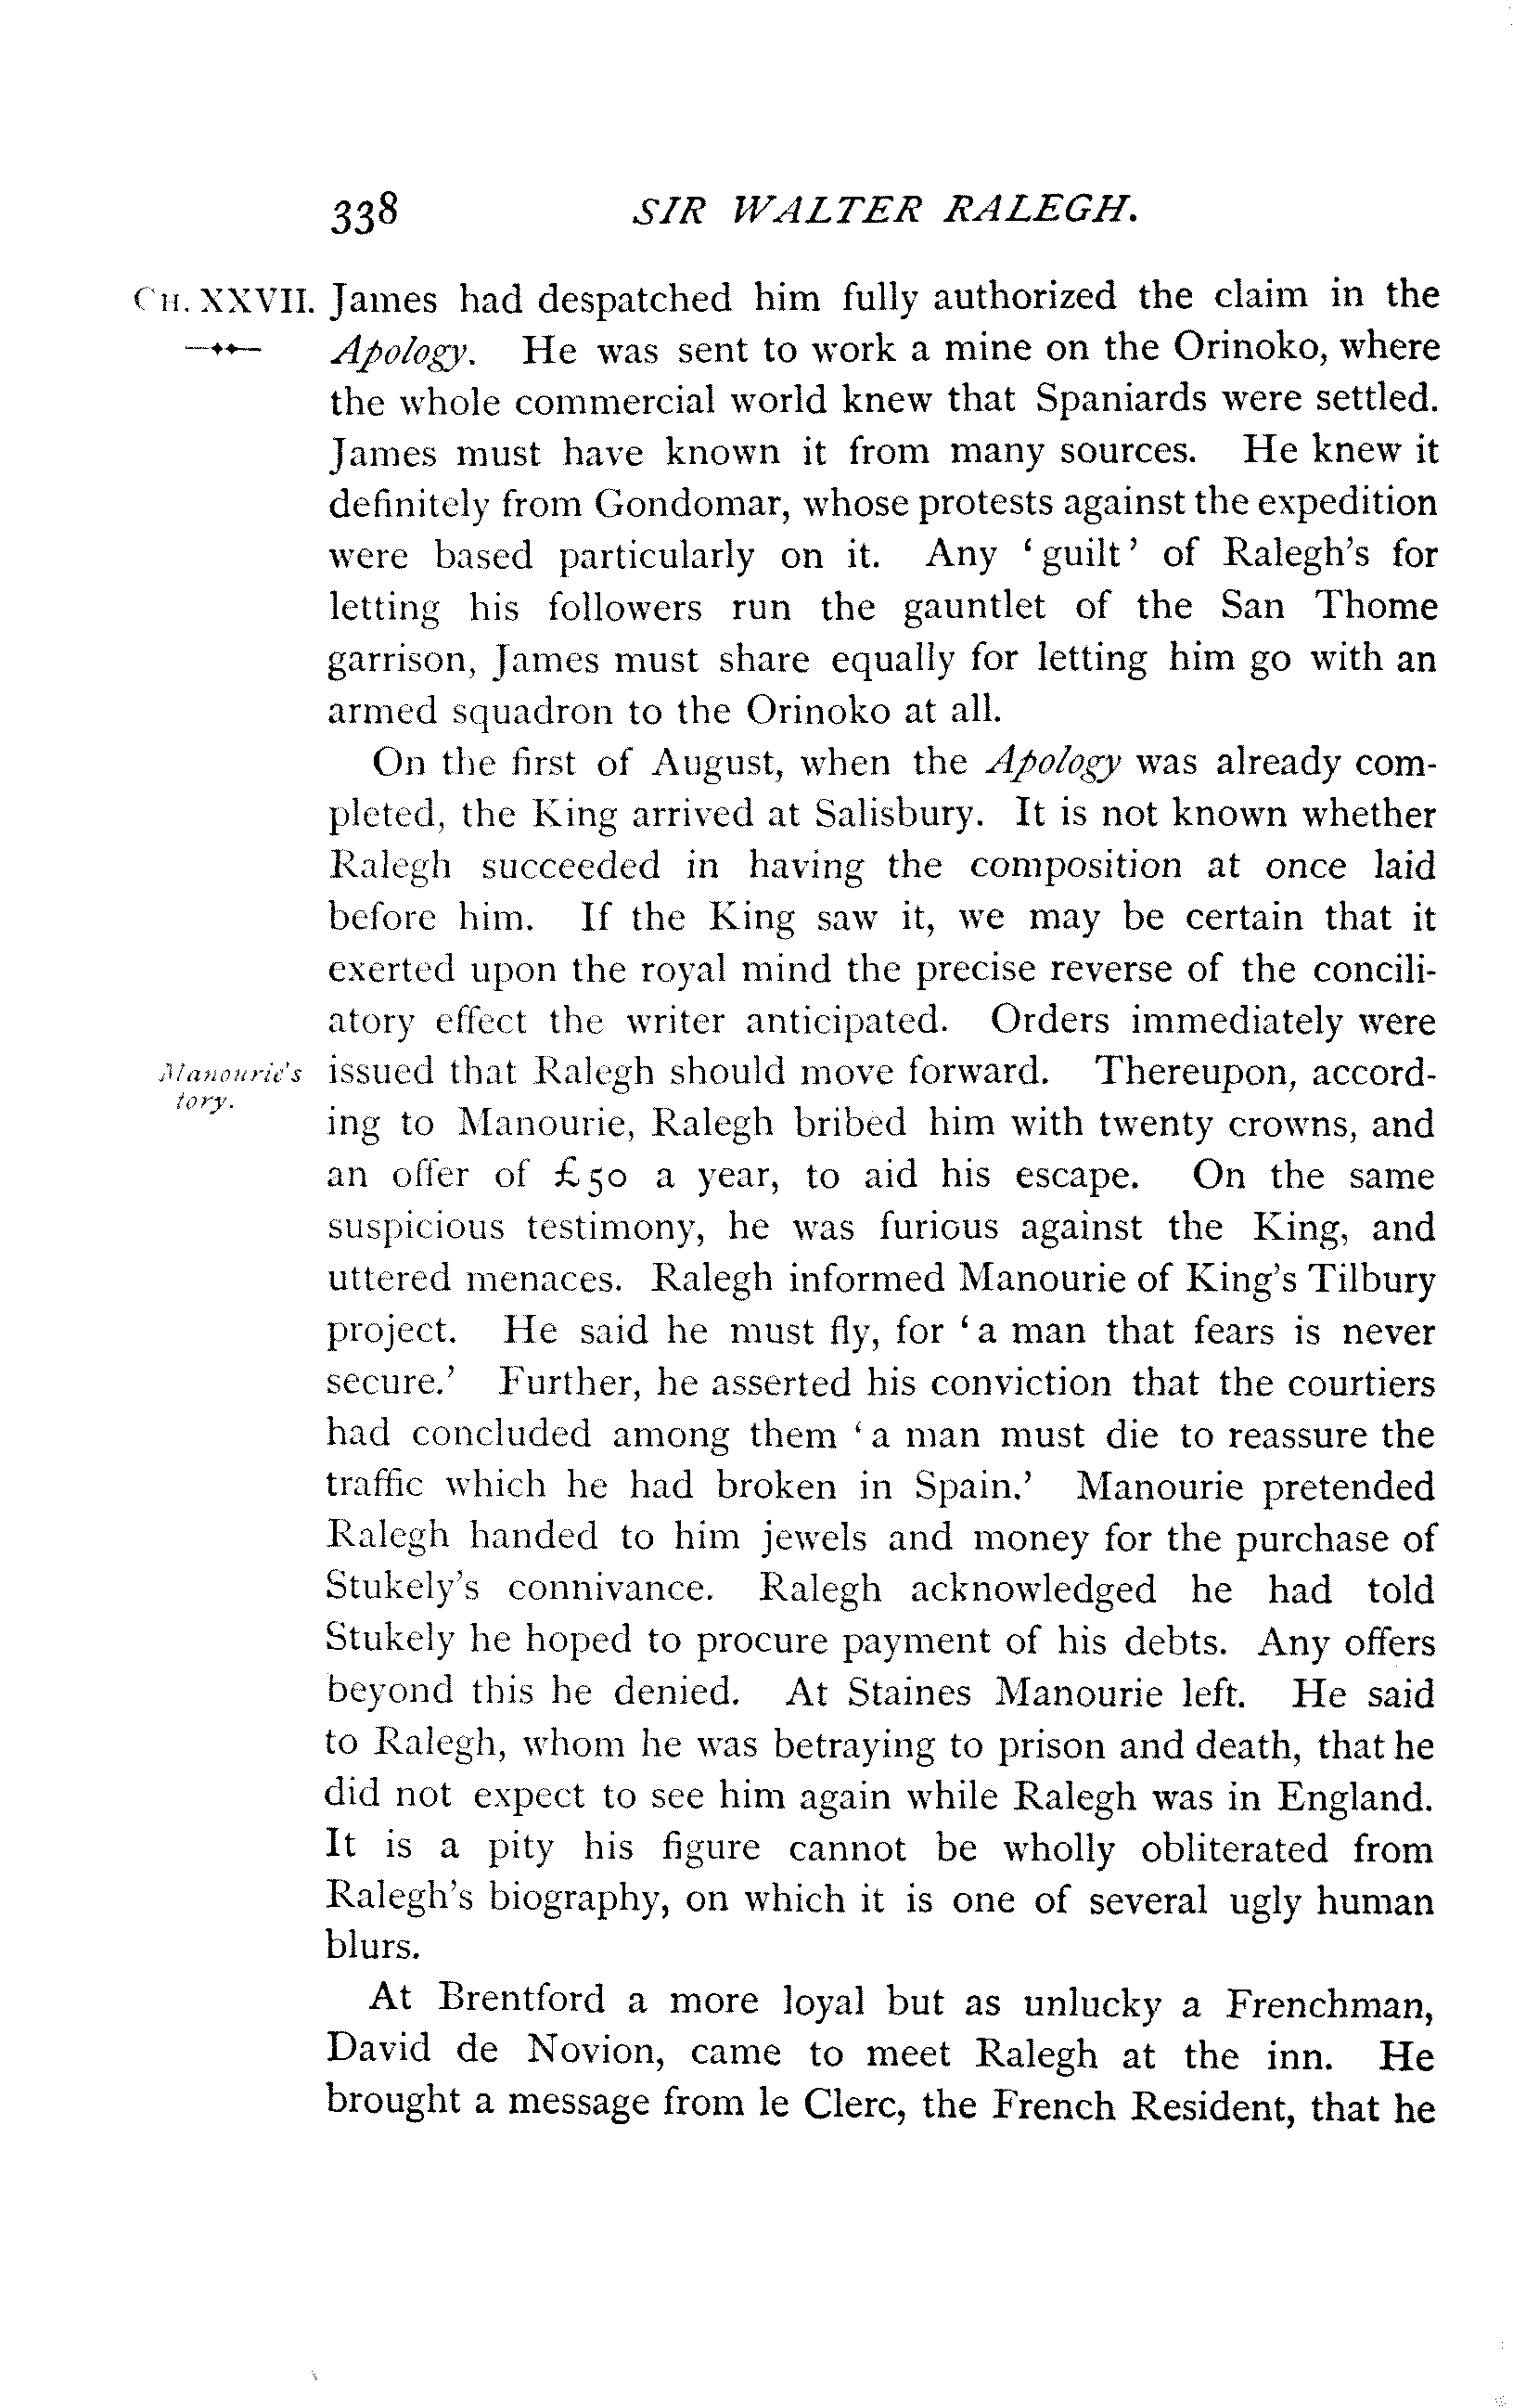 338 SIR WALTER RALEGH.
CH. XXVII. James had despatched him fully authorized the claim in the
Apology. He was sent to work a mine on the Orinoko, where
the whole commercial world knew that Spaniards were settled.
James must have known it from many sources. He knew it
definitely from Gondomar, whose protests against the expedition
were based particularly on it. Any ‘guilt’ of Ralegh's for
letting his followers run the gauntlet of the San Thome
garrison, James must share equally for letting him go with an
armed squadron to the Orinoko at all.
On the first of August, when the Apology was already com-
pleted, the King arrived at Salisbury. It is not known whether
Ralegh succeeded in having the composition at once laid
before him. If the King saw it, we may be certain that it
exerted upon the royal mind the precise reverse of the concili-
atory effect the writer anticipated. Orders immediately were
Manourie's issued that Ralegh should move forward. Thereupon, accord-
tory.
ing to Manourie, Ralegh bribed him with twenty crowns, and
an offer of £50 a year, to aid his escape. On the same
suspicious testimony, he was furious against the King, and
uttered menaces. Ralegh informed Manourie of King's Tilbury
project. He said he must fly, for ‘a man that fears is never
secure.’ Further, he asserted his conviction that the courtiers
had concluded among them ‘a man must die to reassure the
traffic which he had broken in Spain.’ Manourie pretended
Ralegh handed to him jewels and money for the purchase of
Stukely's connivance. Ralegh acknowledged he had told
Stukely he hoped to procure payment of his debts. Any offers
beyond this he denied. At Staines Manourie left. He said
to Ralegh, whom he was betraying to prison and death, that he
did not expect to see him again while Ralegh was in England.
It is a pity his figure cannot be wholly obliterated from
Ralegh's biography, on which it is one of several ugly human
blurs.
At Brentford a more loyal but as unlucky a Frenchman,
David de Novion, came to meet Ralegh at the inn. He
brought a message from le Clerc, the French Resident, that he